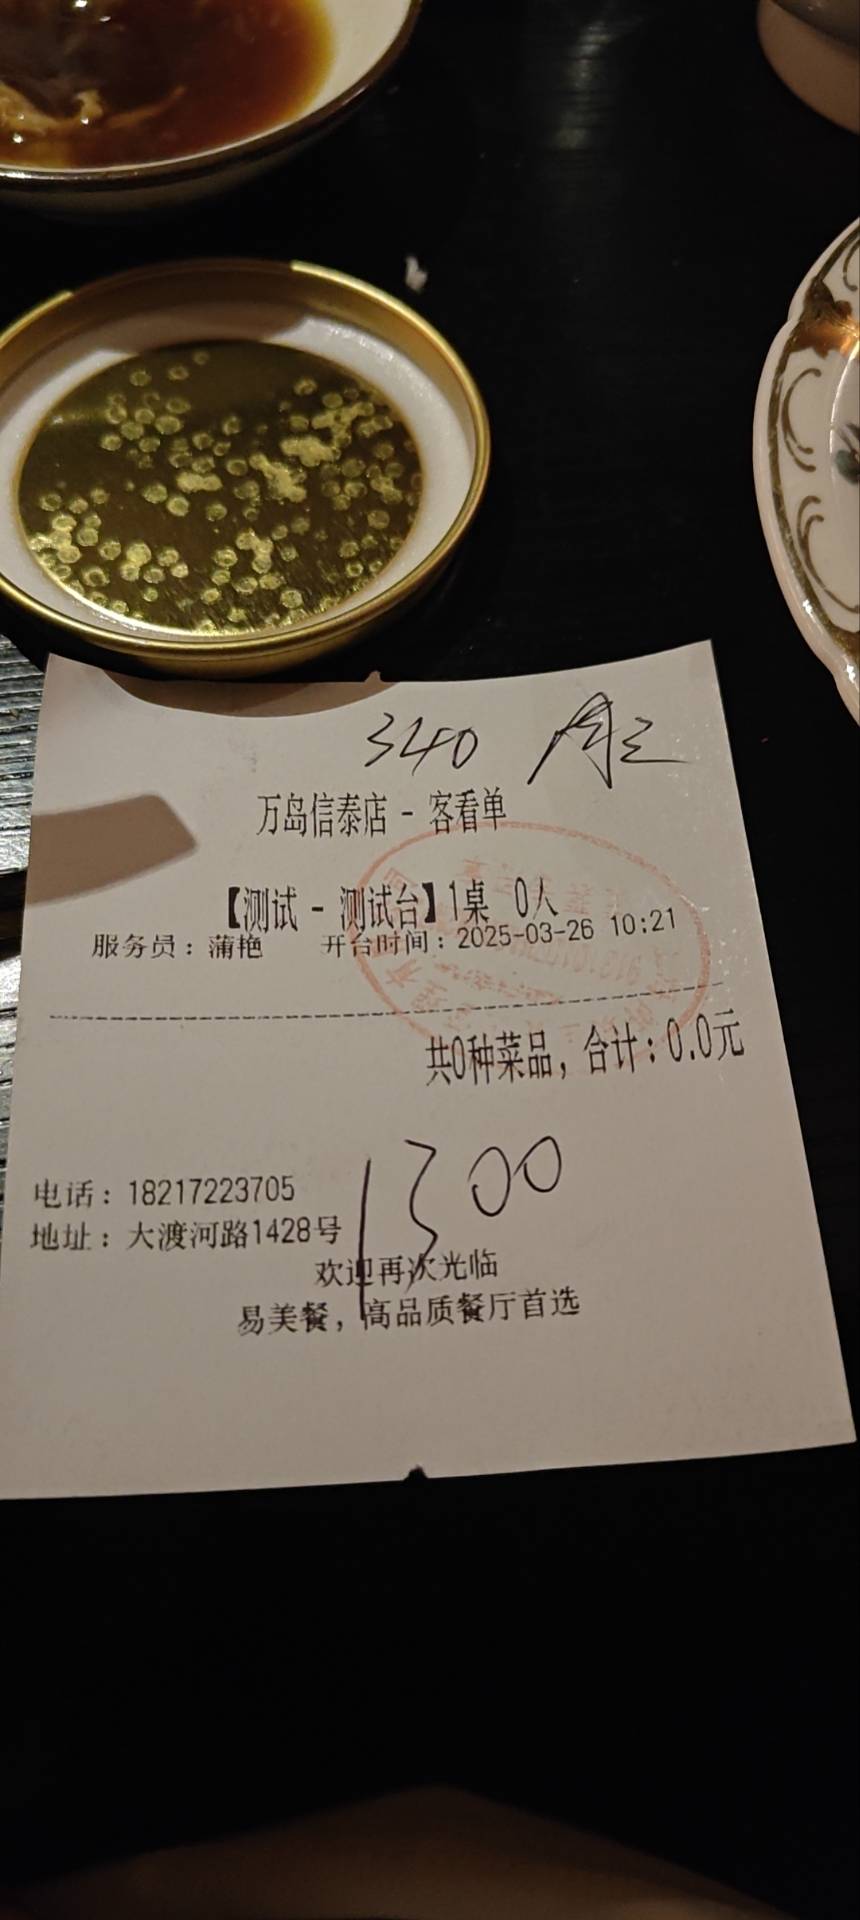 340 周三
万岛信泰店 - 客看单
【测试 - 测试台】1桌 0人
服务员：蒲艳 开台时间：2025-03-26 10:21
共0种菜品，合计：0.0元
1300
电话：18217223705
地址：大渡河路1428号
欢迎再次光临
易美餐，高品质餐厅首选